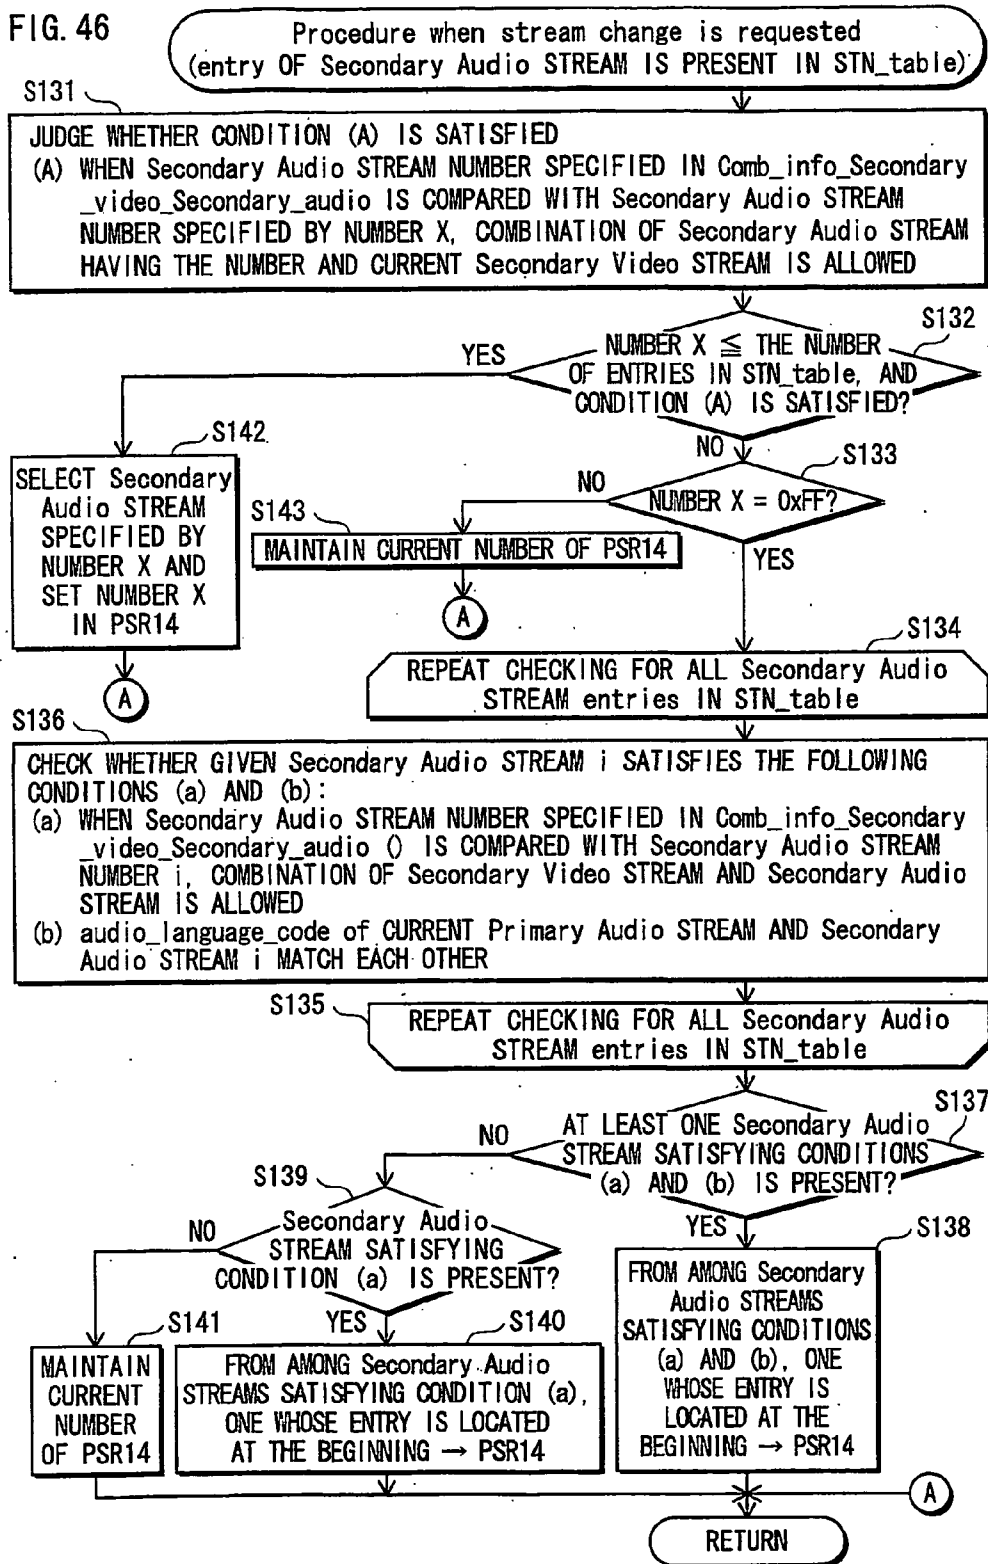 FIG. 46
Procedure when stream change is requested
(entry OF Secondary Audio STREAM IS PRESENT IN STN_table)
S131
JUDGE WHETHER CONDITION (A) IS SATISFIED
(A) WHEN Secondary Audio STREAM NUMBER SPECIFIED IN Comb_info_Secondary
_video_Secondary_audio IS COMPARED WITH Secondary Audio STREAM
NUMBER SPECIFIED BY NUMBER X, COMBINATION OF Secondary Audio STREAM
HAVING THE NUMBER AND CURRENT Secondary Video STREAM IS ALLOWED
S132
NUMBER X ≦ THE NUMBER
OF ENTRIES IN STN_table, AND
CONDITION (A) IS SATISFIED?
YES
NO
S142
SELECT Secondary
Audio STREAM
SPECIFIED BY
NUMBER X AND
SET NUMBER X
IN PSR14
A
S133
NUMBER X = 0xFF?
NO
YES
S143
MAINTAIN CURRENT NUMBER OF PSR14
A
S134
REPEAT CHECKING FOR ALL Secondary Audio
STREAM entries IN STN_table
S136
CHECK WHETHER GIVEN Secondary Audio STREAM i SATISFIES THE FOLLOWING
CONDITIONS (a) AND (b):
(a) WHEN Secondary Audio STREAM NUMBER SPECIFIED IN Comb_info_Secondary
_video_Secondary_audio () IS COMPARED WITH Secondary Audio STREAM
NUMBER i, COMBINATION OF Secondary Video STREAM AND Secondary Audio
STREAM IS ALLOWED
(b) audio_language_code of CURRENT Primary Audio STREAM AND Secondary
Audio STREAM i MATCH EACH OTHER
S135
REPEAT CHECKING FOR ALL Secondary Audio
STREAM entries IN STN_table
S137
AT LEAST ONE Secondary Audio
STREAM SATISFYING CONDITIONS
(a) AND (b) IS PRESENT?
NO
YES
S139
Secondary Audio
STREAM SATISFYING
CONDITION (a) IS PRESENT?
NO
YES
S138
FROM AMONG Secondary
Audio STREAMS
SATISFYING CONDITIONS
(a) AND (b), ONE
WHOSE ENTRY IS
LOCATED AT THE
BEGINNING → PSR14
S141
MAINTAIN
CURRENT
NUMBER
OF PSR14
S140
FROM AMONG Secondary Audio
STREAMS SATISFYING CONDITION (a),
ONE WHOSE ENTRY IS LOCATED
AT THE BEGINNING → PSR14
A
RETURN